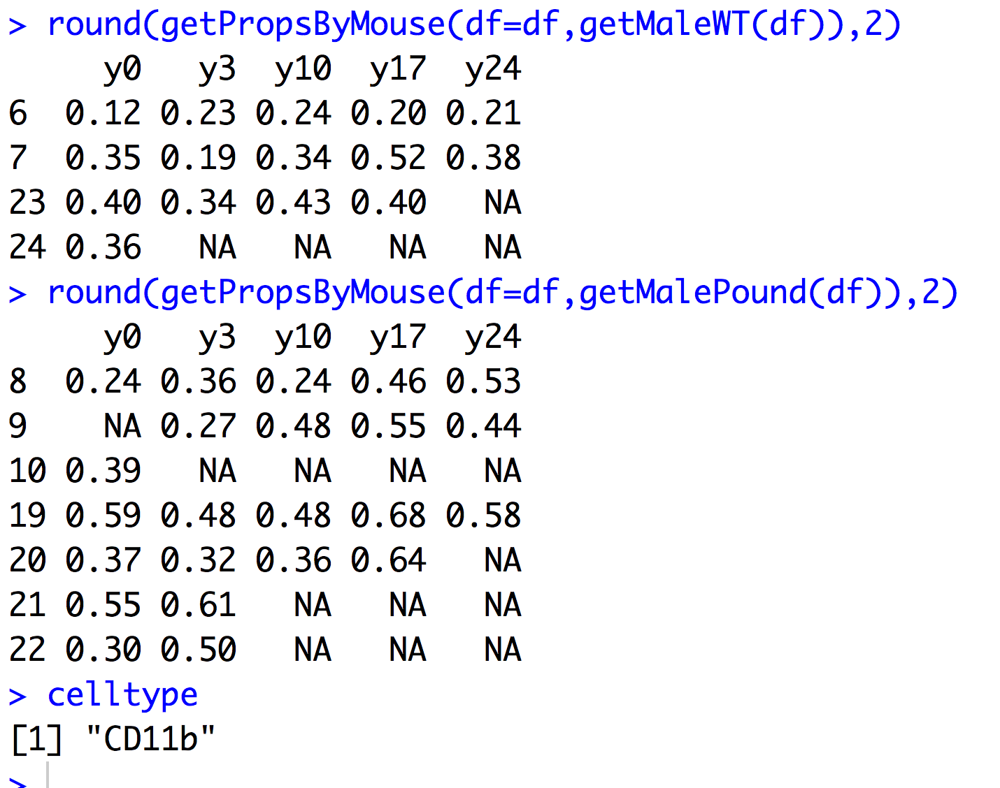 > round(getPropsByMouse(df=df,getMaleWT(df)),2)
     y0   y3  y10  y17  y24
6  0.12 0.23 0.24 0.20 0.21
7  0.35 0.19 0.34 0.52 0.38
23 0.40 0.34 0.43 0.40   NA
24 0.36   NA   NA   NA   NA
> round(getPropsByMouse(df=df,getMalePound(df)),2)
     y0   y3  y10  y17  y24
8  0.24 0.36 0.24 0.46 0.53
9    NA 0.27 0.48 0.55 0.44
10 0.39   NA   NA   NA   NA
19 0.59 0.48 0.48 0.68 0.58
20 0.37 0.32 0.36 0.64   NA
21 0.55 0.61   NA   NA   NA
22 0.30 0.50   NA   NA   NA
> celltype
[1] "CD11b"
>